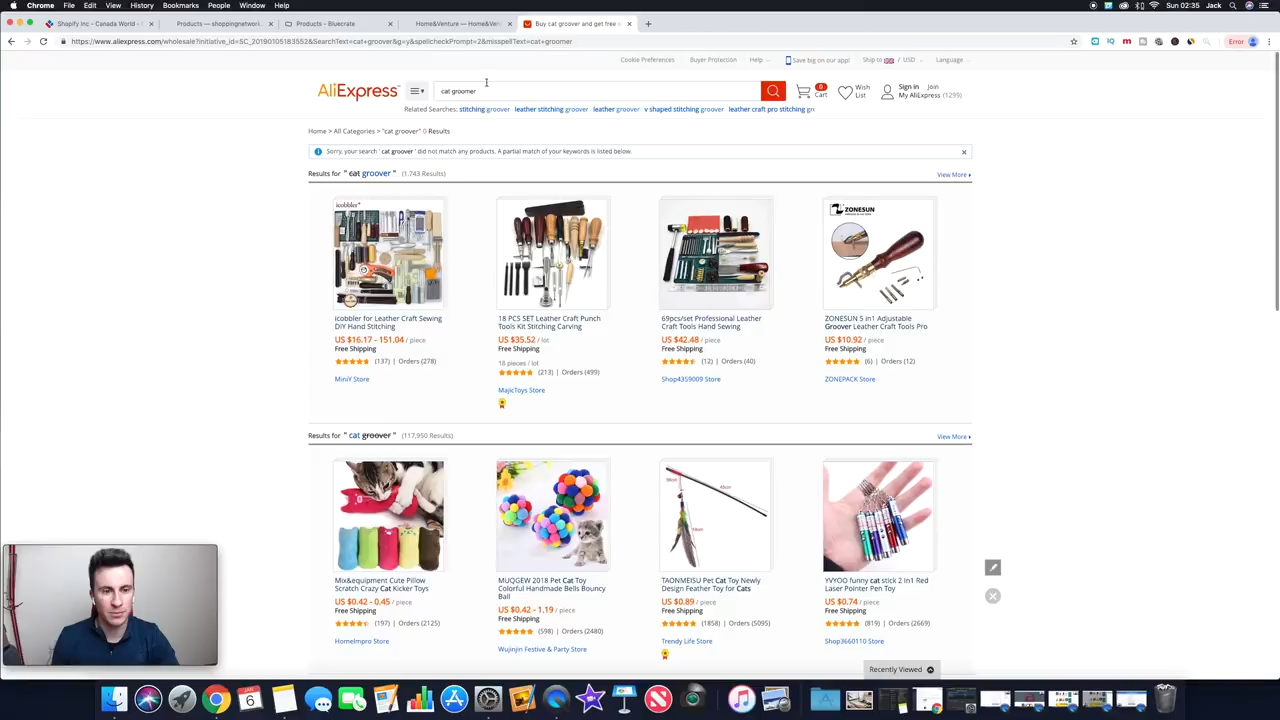 Chrome File Edit View History Bookmarks People Window Help Sun 02:35 Jack
Shopify Inc - Canada World - Products — shoppingnetwork. Products – Bluecrate Home&Venture — Home&Ven Buy cat groover and get free
https://www.aliexpress.com/wholesale?initiative_id=SC_20190105183552&SearchText=cat+groover&g=y&spellcheckPrompt=2&misspellText=cat+groomer Error
Cookie Preferences Buyer Protection Help Save big on our app! Ship to / USD Language
AliExpress cat groomer 0 Cart Wish List Sign in Join My AliExpress (1299)
Related Searches: stitching groover leather stitching groover leather groover v shaped stitching groover leather craft pro stitching gr
Home > All Categories > "cat groover" 0 Results
Sorry, your search ' cat groover ' did not match any products. A partial match of your keywords is listed below.
Results for " cat groover " (1,743 Results) View More
icobbler
ZONESUN
icobbler for Leather Craft Sewing DIY Hand Stitching
US $16.17 - 151.04 / piece
Free Shipping
(137) | Orders (278)
MiniY Store
18 PCS SET Leather Craft Punch Tools Kit Stitching Carving
US $35.52 / lot
Free Shipping
18 pieces / lot
(213) | Orders (499)
MajicToys Store
69pcs/set Professional Leather Craft Tools Hand Sewing
US $42.48 / piece
Free Shipping
(12) | Orders (40)
Shop4359009 Store
ZONESUN 5 in1 Adjustable Groover Leather Craft Tools Pro
US $10.92 / piece
Free Shipping
(6) | Orders (12)
ZONEPACK Store
Results for " cat groover " (117,950 Results) View More
Mix&equipment Cute Pillow Scratch Crazy Cat Kicker Toys
US $0.42 - 0.45 / piece
Free Shipping
(197) | Orders (2125)
HomeImpro Store
MUQGEW 2018 Pet Cat Toy Colorful Handmade Bells Bouncy Ball
US $0.42 - 1.19 / piece
Free Shipping
(598) | Orders (2480)
Wujinjin Festive & Party Store
TAONMEISU Pet Cat Toy Newly Design Feather Toy for Cats
US $0.89 / piece
Free Shipping
(1858) | Orders (5095)
Trendy Life Store
YVYOO funny cat stick 2 In1 Red Laser Pointer Pen Toy
US $0.74 / piece
Free Shipping
(819) | Orders (2669)
Shop3660110 Store
Recently Viewed